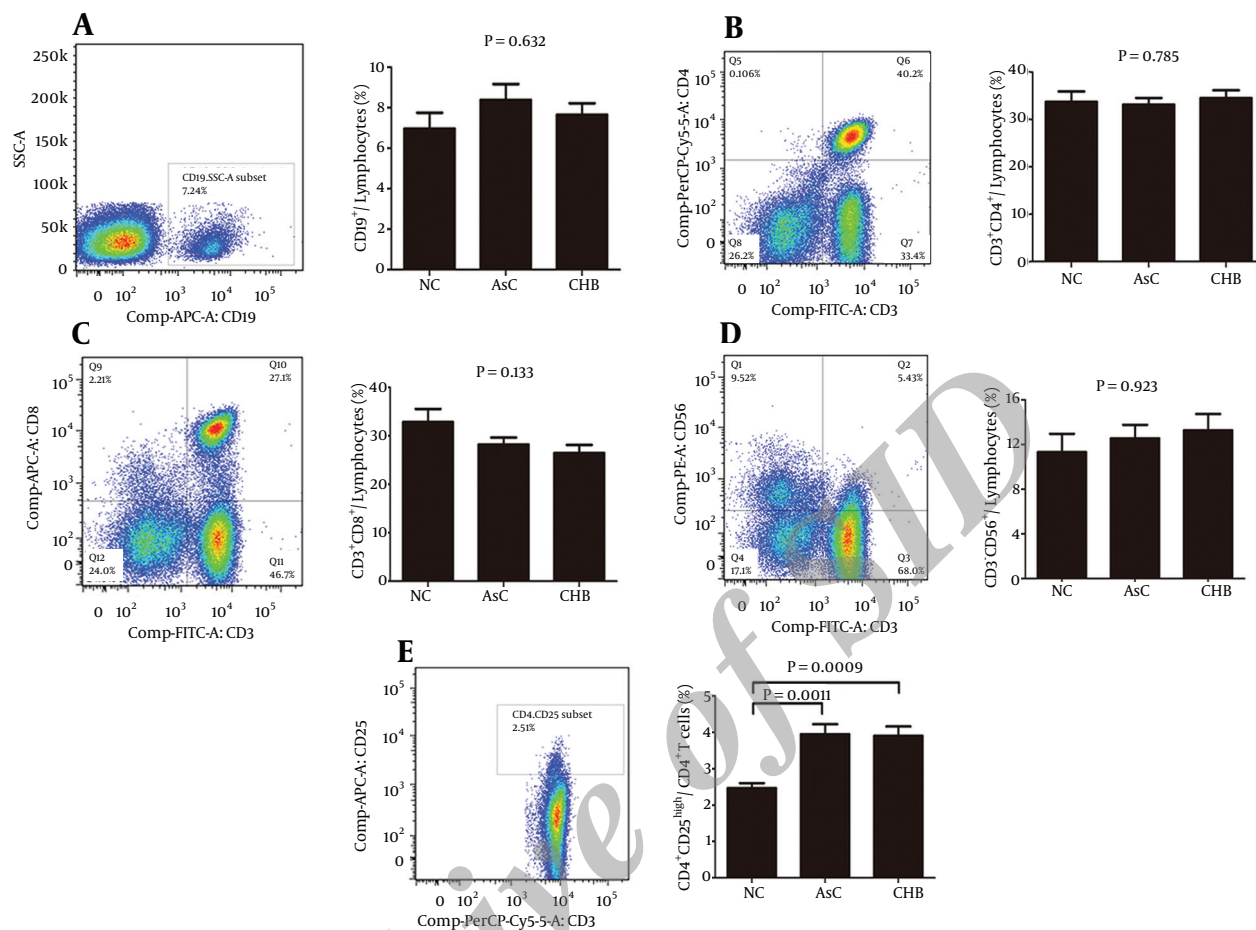 A
250k
200k
150k
100k
50k
0
SSC-A
CD19.SSC-A subset
7.24%
0 10² 10³ 10⁴ 10⁵
Comp-APC-A: CD19
P = 0.632
10
8
6
4
2
0
CD19⁺/ Lymphocytes (%)
NC AsC CHB
B
Q5
0.106%
Q6
40.2%
10⁵
10⁴
10³
10²
0
Comp-PerCP-Cy5-5-A: CD4
Q8
26.2%
Q7
33.4%
0 10² 10³ 10⁴ 10⁵
Comp-FITC-A: CD3
P = 0.785
40
30
20
10
0
CD3⁺CD4⁺/ Lymphocytes (%)
NC AsC CHB
C
Q9
2.21%
Q10
27.1%
10⁵
10⁴
10³
10²
0
Comp-APC-A: CD8
Q12
24.0%
Q11
46.7%
0 10² 10³ 10⁴ 10⁵
Comp-FITC-A: CD3
P = 0.133
40
30
20
10
0
CD3⁺CD8⁺/ Lymphocytes (%)
NC AsC CHB
D
Q1
9.52%
Q2
5.43%
10⁵
10⁴
10³
10²
0
Comp-PE-A: CD56
Q4
17.1%
Q3
68.0%
0 10² 10³ 10⁴ 10⁵
Comp-FITC-A: CD3
P = 0.923
16
12
8
4
0
CD3⁻CD56⁺/ Lymphocytes (%)
NC AsC CHB
E
10⁵
10⁴
10³
10²
0
Comp-APC-A: CD25
CD4.CD25 subset
2.51%
0 10² 10³ 10⁴ 10⁵
Comp-PerCP-Cy5-5-A: CD3
P = 0.0009
P = 0.0011
5
4
3
2
1
0
CD4⁺CD25ʰⁱᵍʰ/ CD4⁺T cells (%)
NC AsC CHB
ive of SID